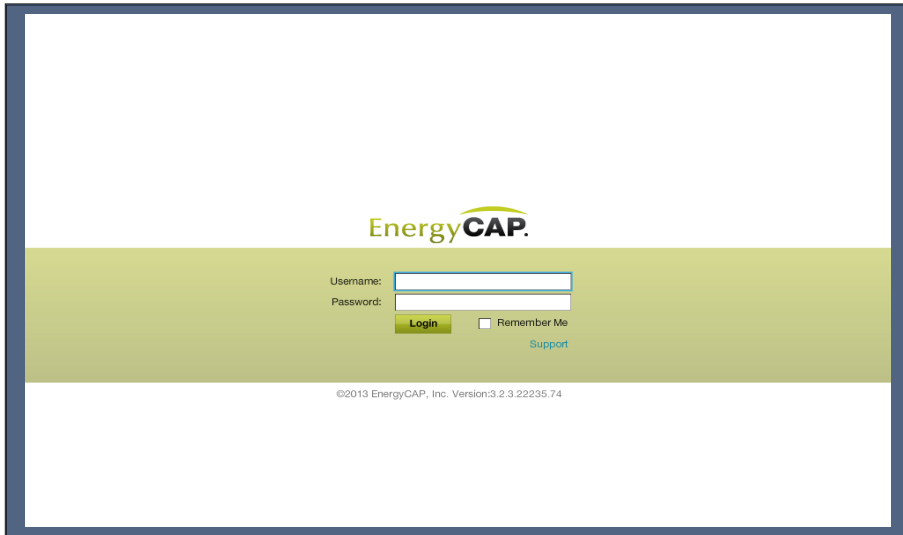 EnergyCAP.
Username:
Password:
Login Remember Me
Support
©2013 EnergyCAP, Inc. Version:3.2.3.22235.74